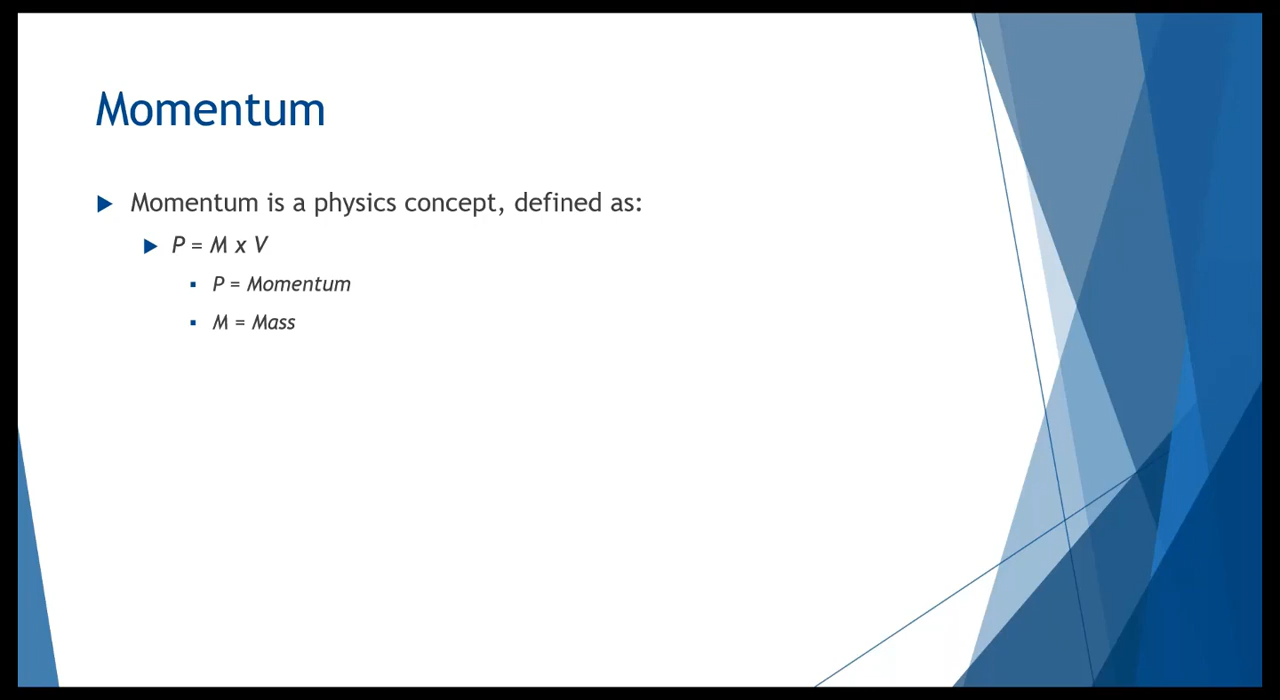 Momentum
Momentum is a physics concept, defined as:
P = M x V
P = Momentum
M = Mass